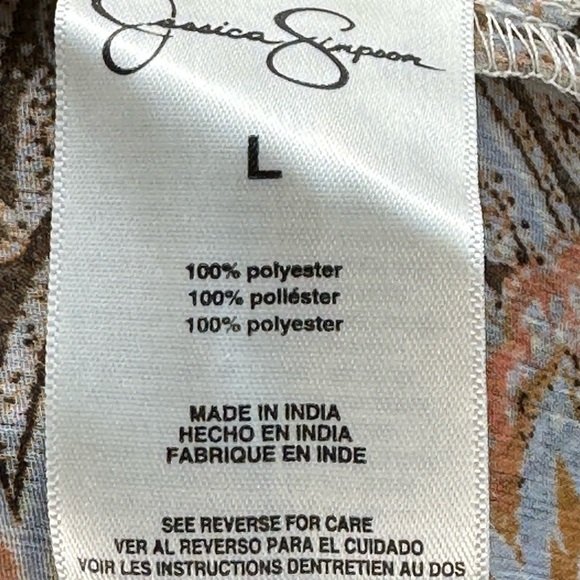 Jessica Simpson
L
100% polyester
100% poliéster
100% polyester
MADE IN INDIA
HECHO EN INDIA
FABRIQUE EN INDE
SEE REVERSE FOR CARE
VER AL REVERSO PARA EL CUIDADO
VOIR LES INSTRUCTIONS DENTRETIEN AU DOS